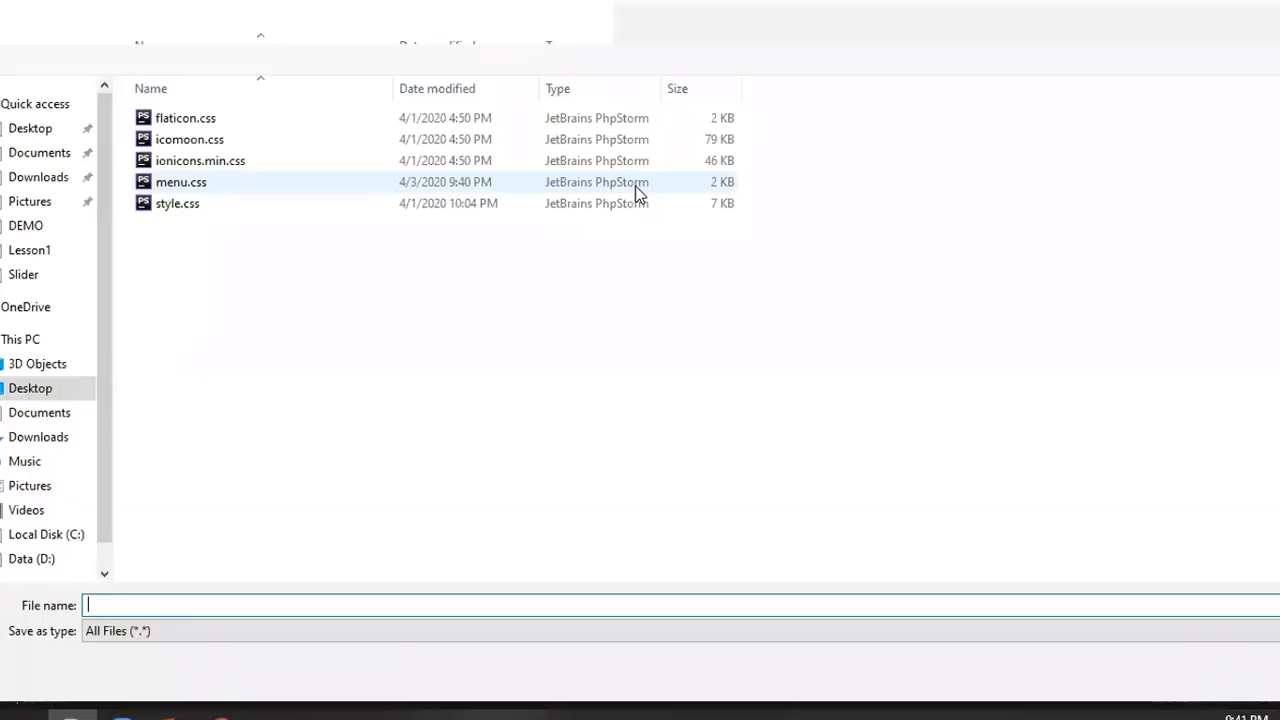 Name Date modified Type Size
Quick access
Desktop
Documents
Downloads
Pictures
DEMO
Lesson1
Slider
OneDrive
This PC
3D Objects
Desktop
Documents
Downloads
Music
Pictures
Videos
Local Disk (C:)
Data (D:)
flaticon.css 4/1/2020 4:50 PM JetBrains PhpStorm 2 KB
icomoon.css 4/1/2020 4:50 PM JetBrains PhpStorm 79 KB
ionicons.min.css 4/1/2020 4:50 PM JetBrains PhpStorm 46 KB
menu.css 4/3/2020 9:40 PM JetBrains PhpStorm 2 KB
style.css 4/1/2020 10:04 PM JetBrains PhpStorm 7 KB
File name:
Save as type: All Files (*.*)
9:41 PM